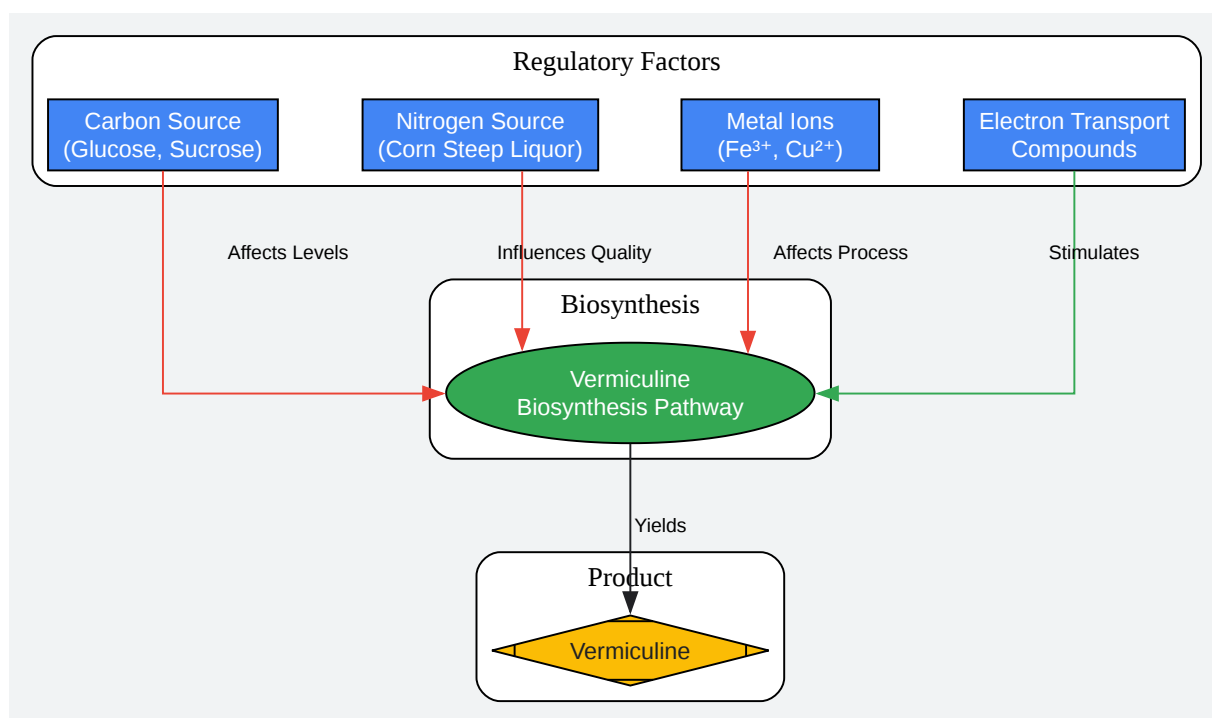 Regulatory Factors
Carbon Source
(Glucose, Sucrose)
Nitrogen Source
(Corn Steep Liquor)
Metal Ions
(Fe³⁺, Cu²⁺)
Electron Transport
Compounds
Affects Levels
Influences Quality
Affects Process
Stimulates
Biosynthesis
Vermiculine
Biosynthesis Pathway
Yields
Product
Vermiculine